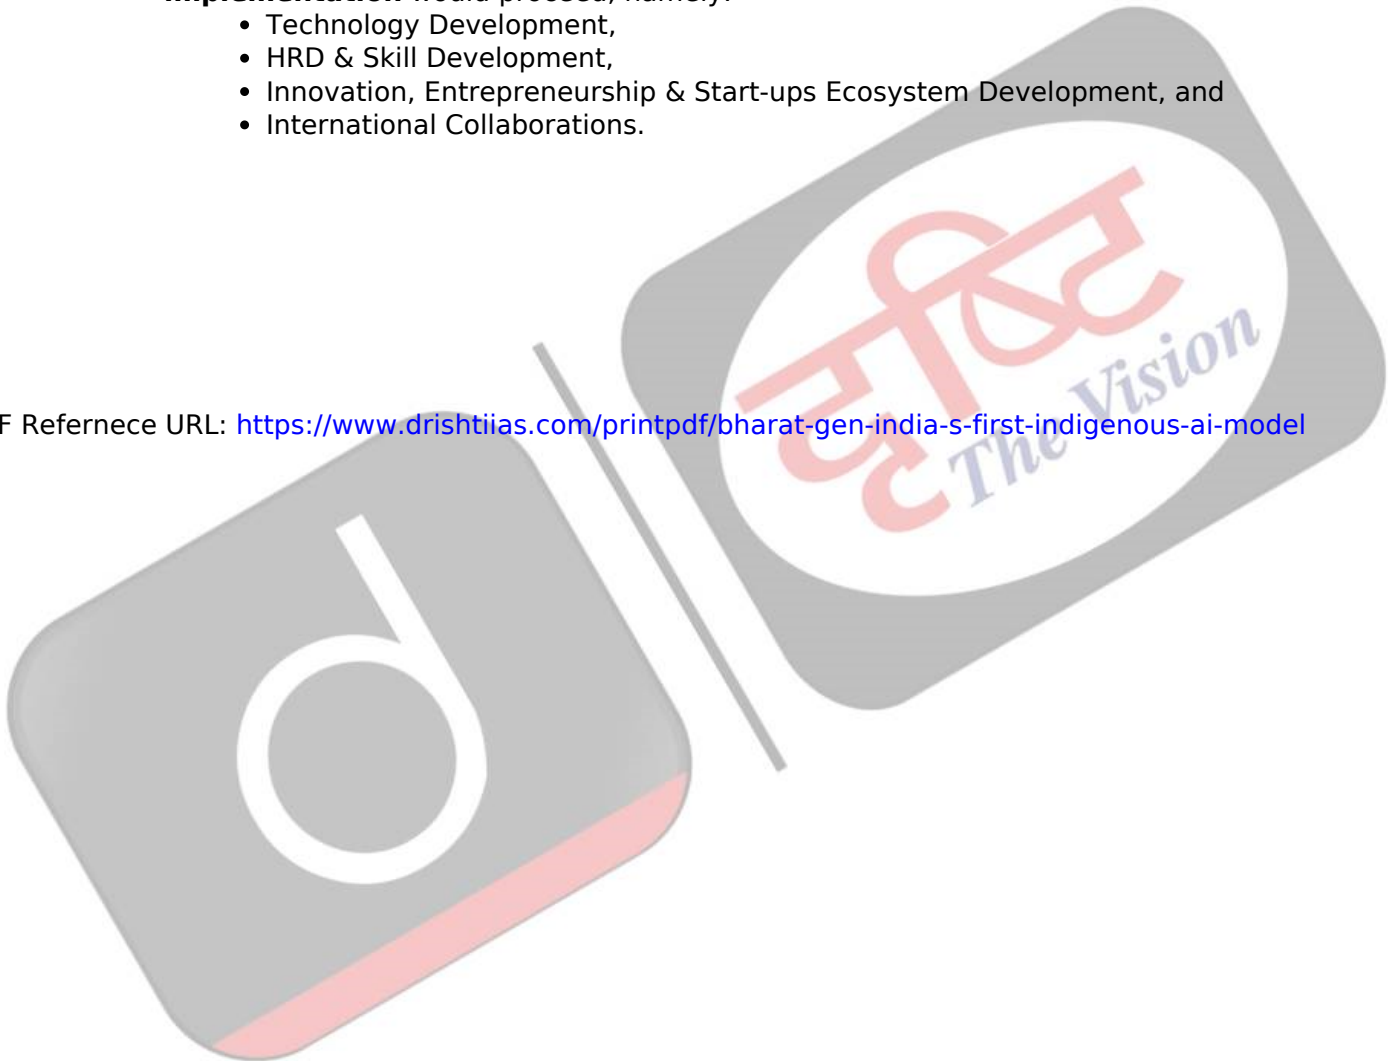 Implementation would proceed, namely:
Technology Development,
HRD & Skill Development,
Innovation, Entrepreneurship & Start-ups Ecosystem Development, and
International Collaborations.
दृष्टि
The Vision
F Refernece URL: https://www.drishtiias.com/printpdf/bharat-gen-india-s-first-indigenous-ai-model
d